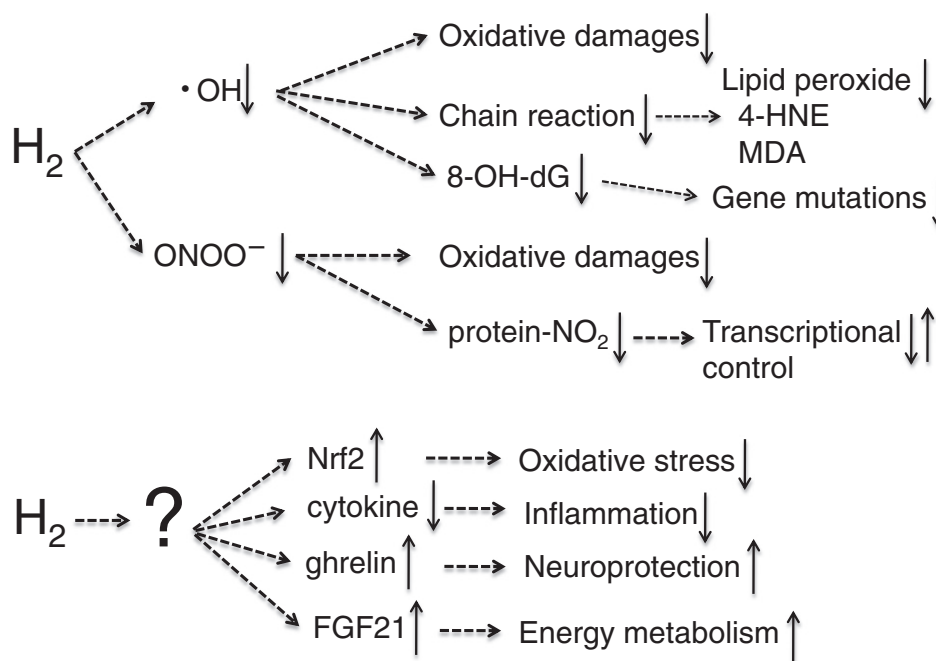 Oxidative damages↓
• OH↓
Lipid peroxide ↓
Chain reaction↓
4-HNE
MDA
H₂
8-OH-dG↓
Gene mutations↓
ONOO⁻ ↓
Oxidative damages↓
protein-NO₂↓
Transcriptional ↓↑
control
Nrf2↑
Oxidative stress↓
H₂
?
cytokine↓
Inflammation↓
ghrelin↑
Neuroprotection↑
FGF21↑
Energy metabolism↑